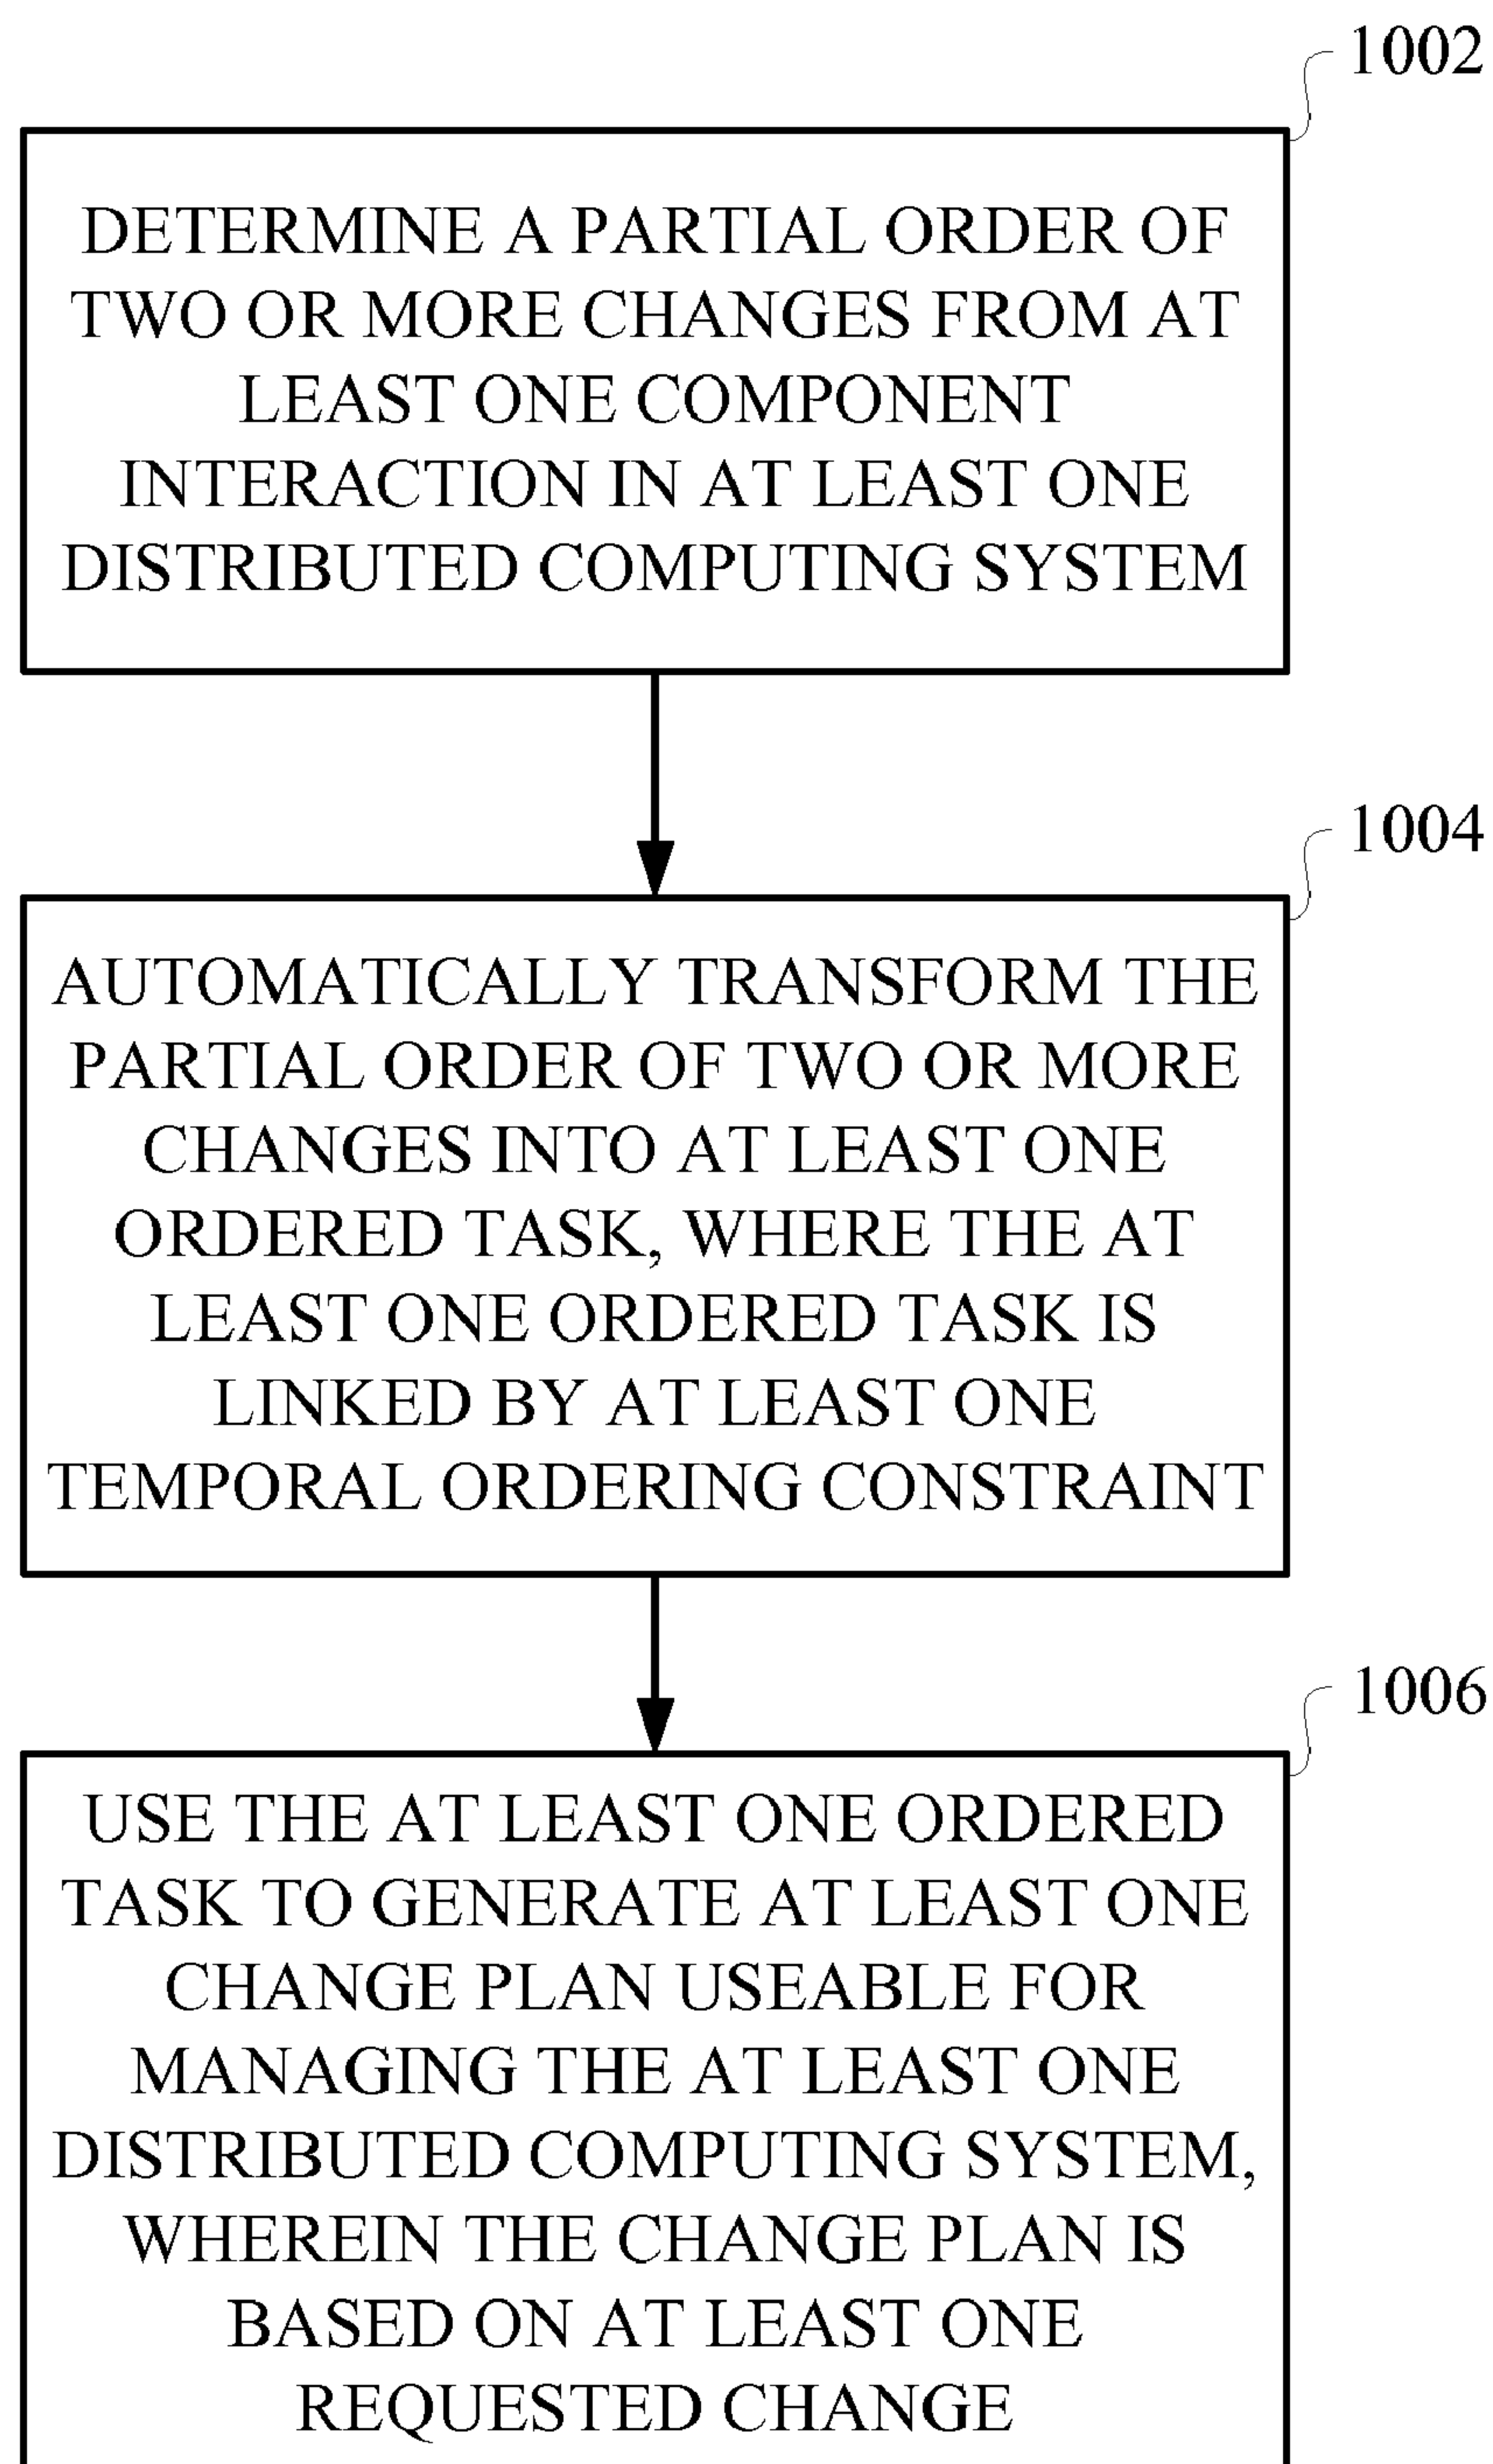 1002
DETERMINE A PARTIAL ORDER OF
TWO OR MORE CHANGES FROM AT
LEAST ONE COMPONENT
INTERACTION IN AT LEAST ONE
DISTRIBUTED COMPUTING SYSTEM
1004
AUTOMATICALLY TRANSFORM THE
PARTIAL ORDER OF TWO OR MORE
CHANGES INTO AT LEAST ONE
ORDERED TASK, WHERE THE AT
LEAST ONE ORDERED TASK IS
LINKED BY AT LEAST ONE
TEMPORAL ORDERING CONSTRAINT
1006
USE THE AT LEAST ONE ORDERED
TASK TO GENERATE AT LEAST ONE
CHANGE PLAN USEABLE FOR
MANAGING THE AT LEAST ONE
DISTRIBUTED COMPUTING SYSTEM,
WHEREIN THE CHANGE PLAN IS
BASED ON AT LEAST ONE
REQUESTED CHANGE